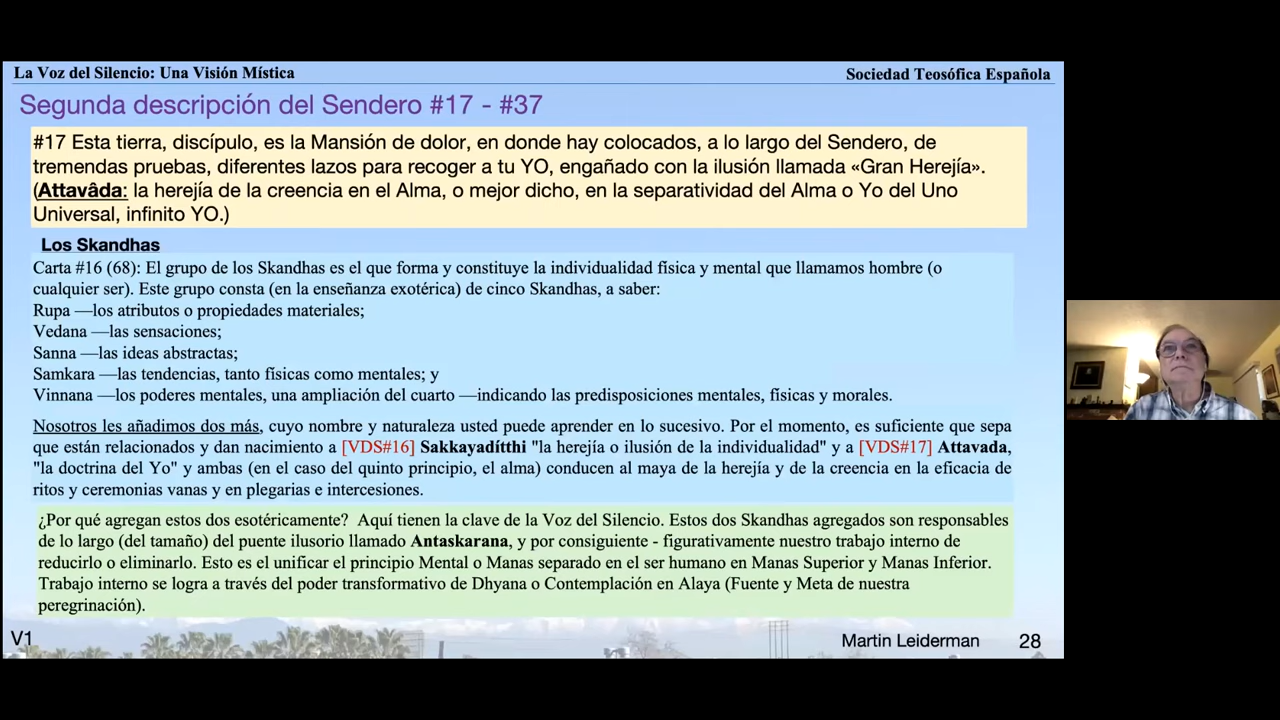 La Voz del Silencio: Una Visión Mística
Sociedad Teosófica Española
Segunda descripción del Sendero #17 - #37
#17 Esta tierra, discípulo, es la Mansión de dolor, en donde hay colocados, a lo largo del Sendero, de
tremendas pruebas, diferentes lazos para recoger a tu YO, engañado con la ilusión llamada «Gran Herejía».
(Attavâda: la herejía de la creencia en el Alma, o mejor dicho, en la separatividad del Alma o Yo del Uno
Universal, infinito YO.)
Los Skandhas
Carta #16 (68): El grupo de los Skandhas es el que forma y constituye la individualidad física y mental que llamamos hombre (o
cualquier ser). Este grupo consta (en la enseñanza exotérica) de cinco Skandhas, a saber:
Rupa —los atributos o propiedades materiales;
Vedana —las sensaciones;
Sanna —las ideas abstractas;
Samkara —las tendencias, tanto físicas como mentales; y
Vinnana —los poderes mentales, una ampliación del cuarto —indicando las predisposiciones mentales, físicas y morales.
Nosotros les añadimos dos más, cuyo nombre y naturaleza usted puede aprender en lo sucesivo. Por el momento, es suficiente que sepa
que están relacionados y dan nacimiento a [VDS#16] Sakkayadítthi "la herejía o ilusión de la individualidad" y a [VDS#17] Attavada,
"la doctrina del Yo" y ambas (en el caso del quinto principio, el alma) conducen al maya de la herejía y de la creencia en la eficacia de
ritos y ceremonias vanas y en plegarias e intercesiones.
¿Por qué agregan estos dos esotéricamente? Aquí tienen la clave de la Voz del Silencio. Estos dos Skandhas agregados son responsables
de lo largo (del tamaño) del puente ilusorio llamado Antaskarana, y por consiguiente - figurativamente nuestro trabajo interno de
reducirlo o eliminarlo. Esto es el unificar el principio Mental o Manas separado en el ser humano en Manas Superior y Manas Inferior.
Trabajo interno se logra a través del poder transformativo de Dhyana o Contemplación en Alaya (Fuente y Meta de nuestra
peregrinación).
V1
Martin Leiderman
28